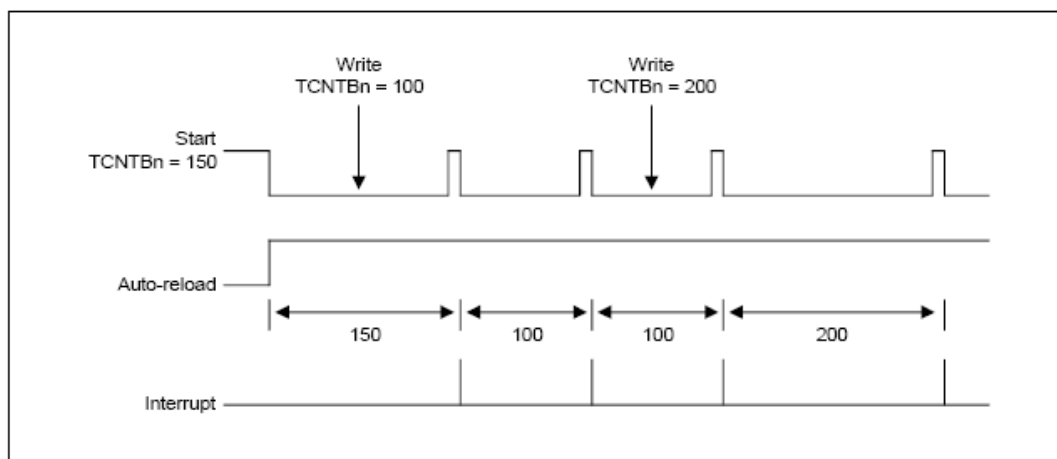 Write
TCNTBn = 100
Write
TCNTBn = 200
Start
TCNTBn = 150
Auto-reload
150
100
100
200
Interrupt